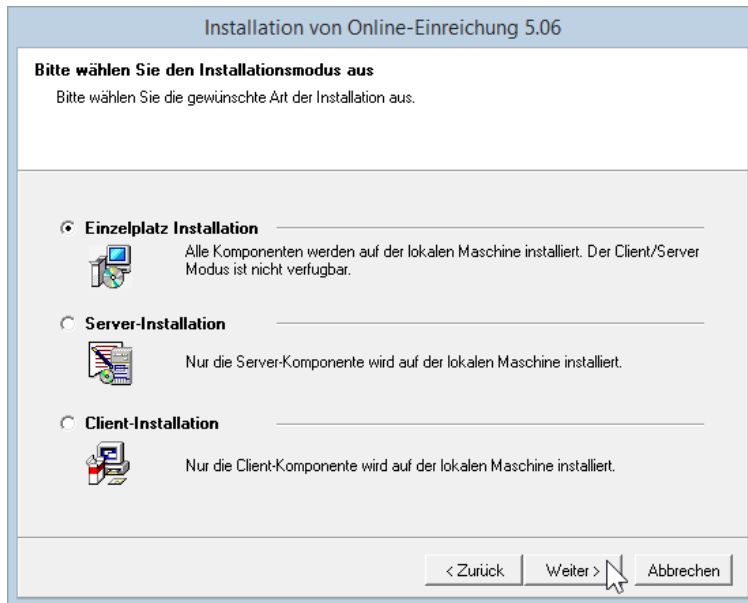 Installation von Online-Einreichung 5.06
Bitte wählen Sie den Installationsmodus aus
Bitte wählen Sie die gewünschte Art der Installation aus.
Einzelplatz Installation
Alle Komponenten werden auf der lokalen Maschine installiert. Der Client/Server
Modus ist nicht verfugbar.
Server-Installation
Nur die Server-Komponente wird auf der lokalen Maschine installiert.
Client-Installation
Nur die Client-Komponente wird auf der lokalen Maschine installiert.
< Zurück Weiter > Abbrechen